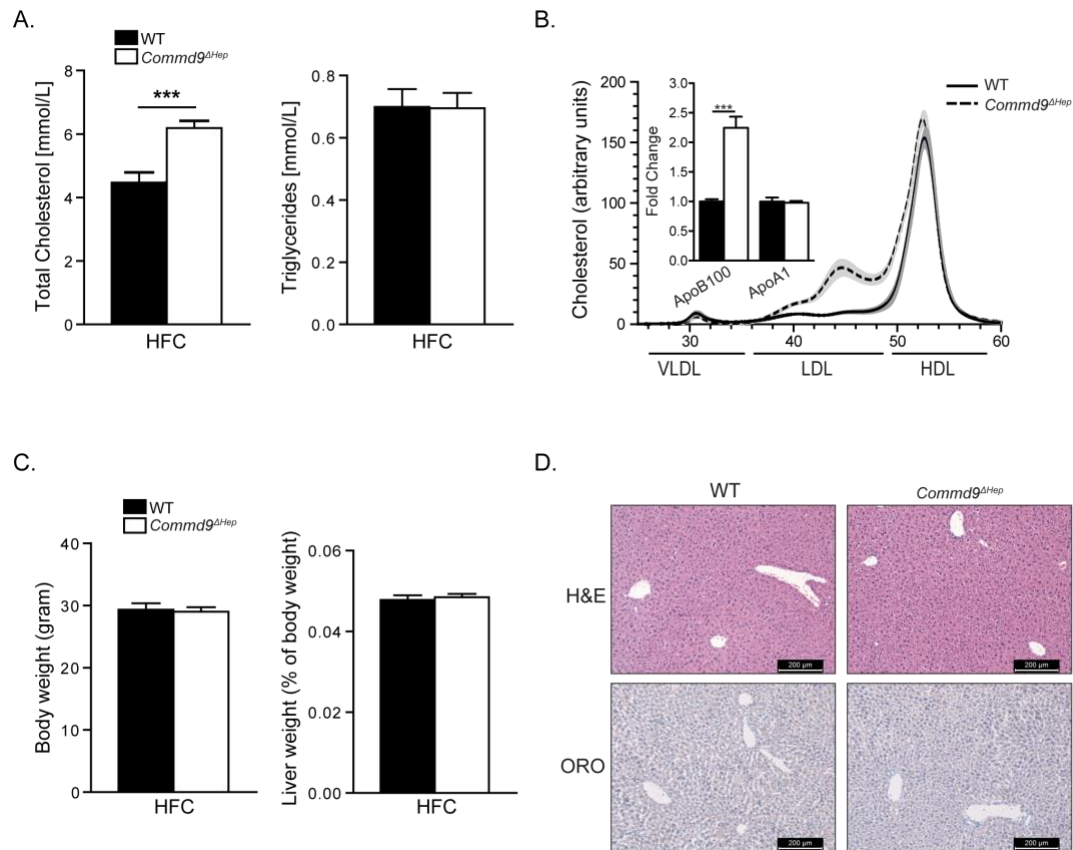 A.
WT
Commd9ΔHep
Total Cholesterol [mmol/L]
8
6
4
2
0
***
HFC
Triglycerides [mmol/L]
0.8
0.6
0.4
0.2
0.0
HFC
B.
Cholesterol (arbitrary units)
200
150
100
50
0
30
40
50
60
VLDL
LDL
HDL
WT
Commd9ΔHep
Fold Change
3.0
2.5
2.0
1.5
1.0
0.5
0.0
***
ApoB100
ApoA1
C.
WT
Commd9ΔHep
Body weight (gram)
40
30
20
10
0
HFC
Liver weight (% of body weight)
0.06
0.04
0.02
0.00
HFC
D.
WT
Commd9ΔHep
H&E
200 µm
200 µm
ORO
200 µm
200 µm